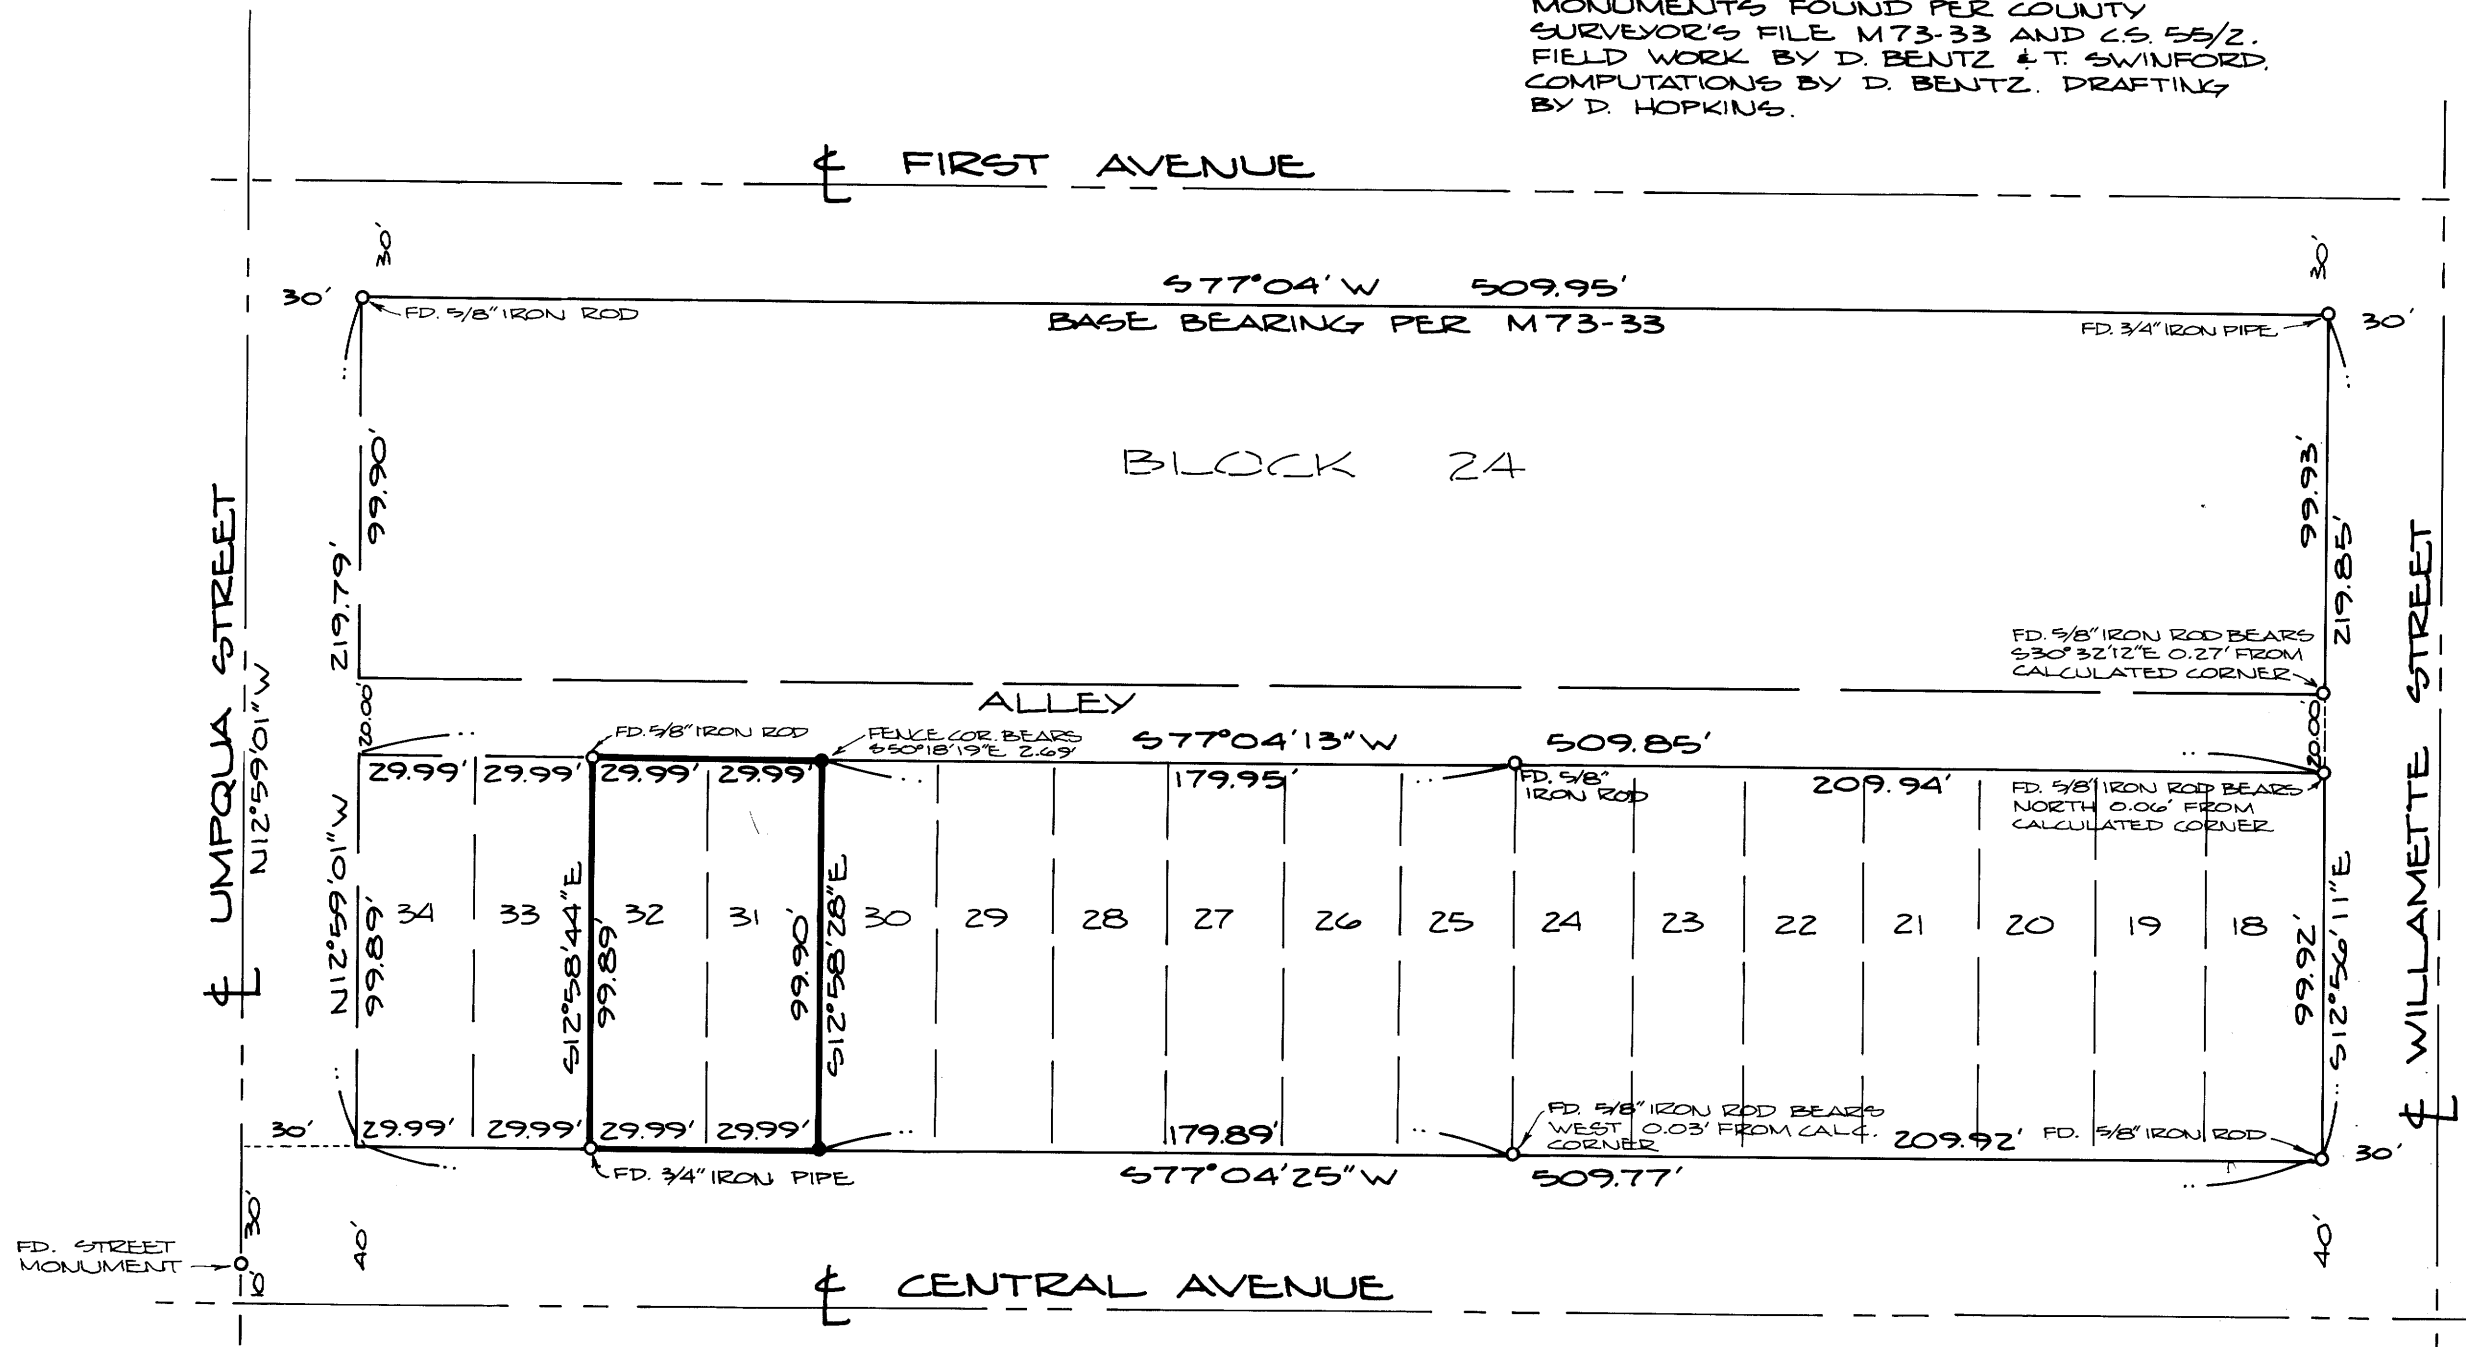 MONUMENTS FOUND PER COUNTY
SURVEYOR'S FILE M73-33 AND C.S. 55/2.
FIELD WORK BY D. BENTZ & T. SWINFORD.
COMPUTATIONS BY D. BENTZ. DRAFTING
BY D. HOPKINS.
℄ FIRST AVENUE
30'
30'
S77°04'W 509.95'
30'
30'
FD. 5/8" IRON ROD
BASE BEARING PER M73-33
FD. 3/4" IRON PIPE
BLOCK 24
99.90'
219.79'
99.93'
219.85'
℄ UMPQUA STREET
N12°59'01"W
℄ WILLAMETTE STREET
FD. 5/8" IRON ROD BEARS
S30°32'12"E 0.27' FROM
CALCULATED CORNER
ALLEY
20.00'
20.00'
FD. 5/8" IRON ROD
FENCE COR. BEARS
S50°18'19"E 2.69'
S77°04'13"W 509.85'
29.99' 29.99' 29.99' 29.99' 179.95' 209.94'
FD. 5/8"
IRON ROD
FD. 5/8" IRON ROD BEARS
NORTH 0.06' FROM
CALCULATED CORNER
N12°59'01"W
99.89'
S12°58'44"E
99.89'
99.90'
S12°58'28"E
99.92'
S12°56'11"E
34 33 32 31 30 29 28 27 26 25 24 23 22 21 20 19 18
30' 29.99' 29.99' 29.99' 29.99' 179.89' 209.92' 30'
FD. 5/8" IRON ROD BEARS
WEST 0.03' FROM CALC.
CORNER
FD. 5/8" IRON ROD
FD. 3/4" IRON PIPE
S77°04'25"W 509.77'
30'
40'
40'
FD. STREET
MONUMENT
10'
℄ CENTRAL AVENUE